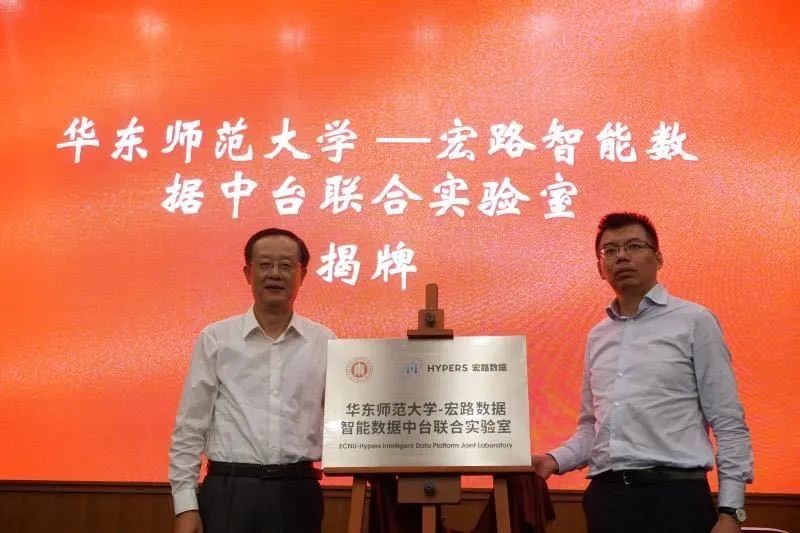 华东师范大学—宏路智能数
据中台联合实验室
揭牌
HYPERS 宏路数据
华东师范大学-宏路数据
智能数据中台联合实验室
ECNU-Hypers Intelligent Data Platform Joint Laboratory